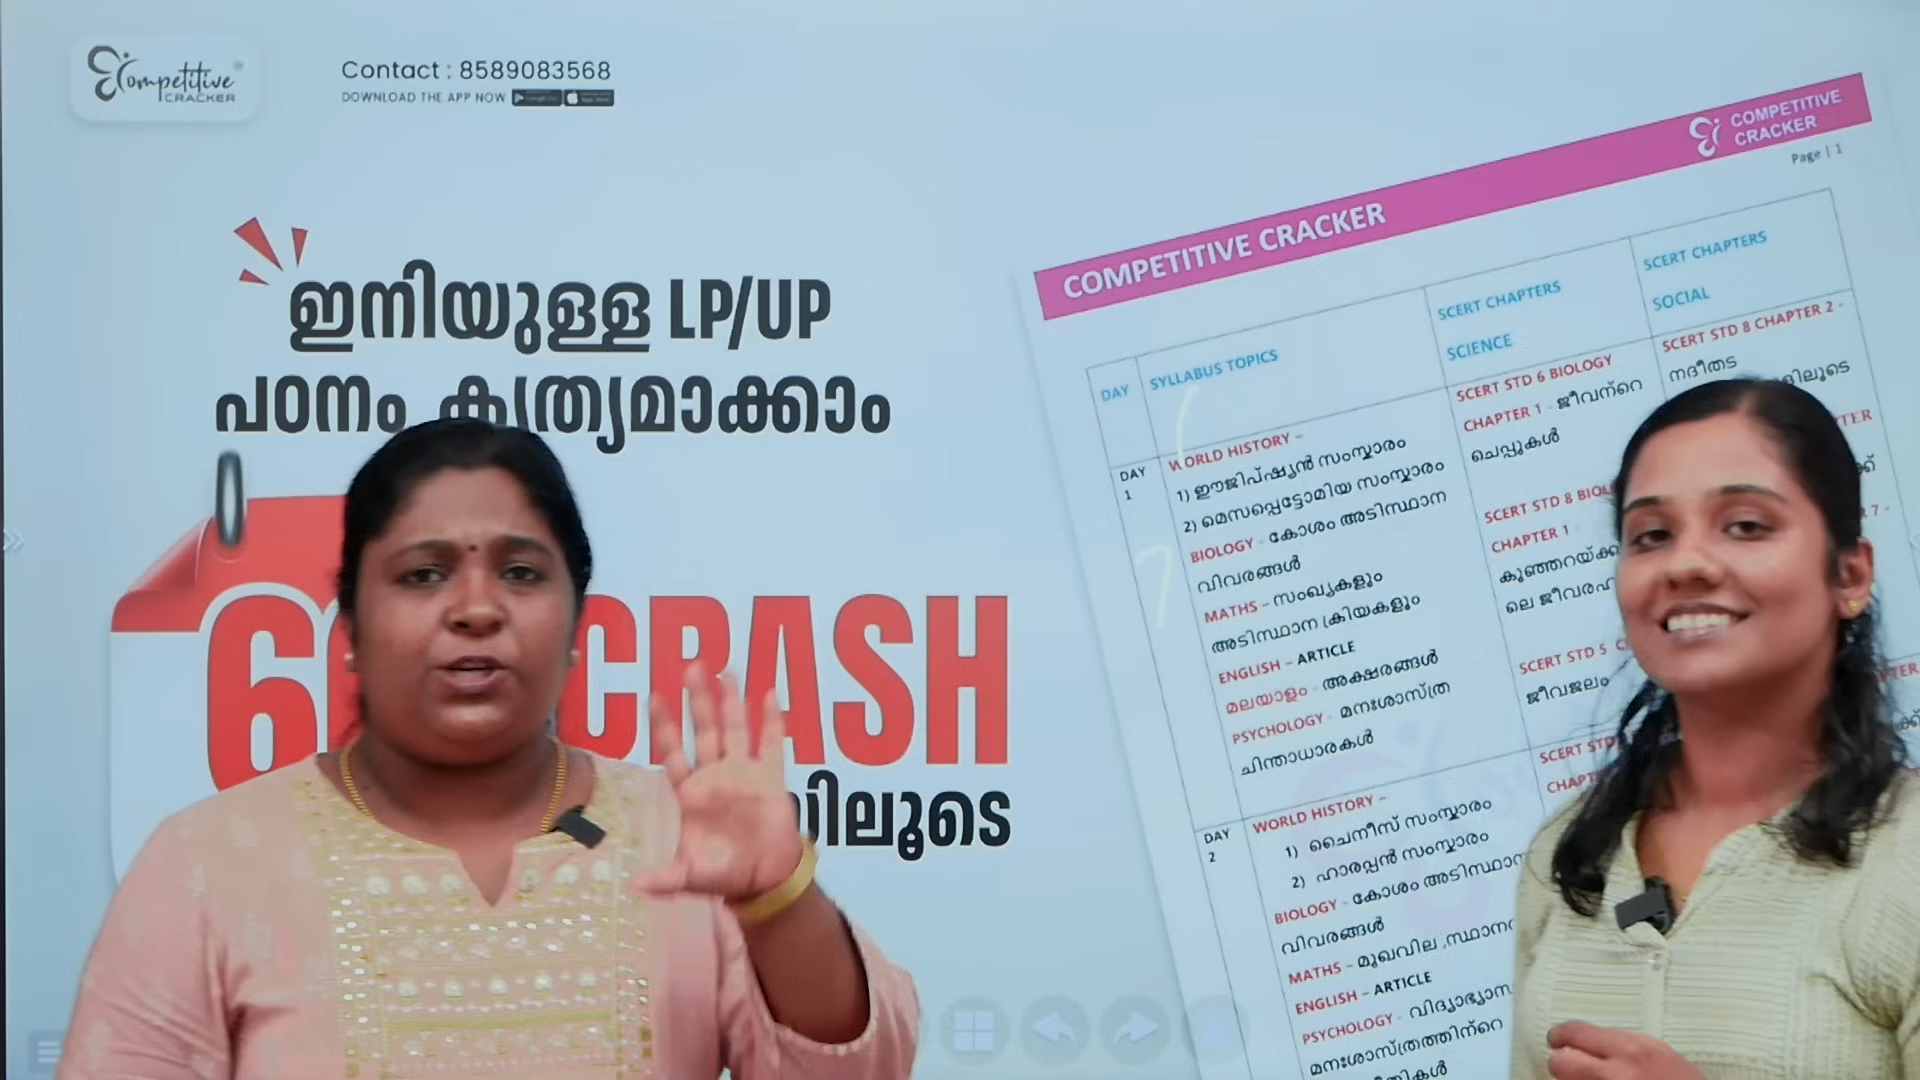 Competitive
CRACKER
Contact : 8589083568
DOWNLOAD THE APP NOW
ഇനിയുള്ള LP/UP
പഠനം കൃത്യമാക്കാം
CRASH
COMPETITIVE
CRACKER
Page | 1
COMPETITIVE CRACKER
DAY
SYLLABUS TOPICS
SCERT CHAPTERS
SCIENCE
SCERT CHAPTERS
SOCIAL
DAY
1
WORLD HISTORY –
1) ഈജിപ്ഷ്യൻ സംസ്കാരം
2) മെസപ്പെട്ടോമിയ സംസ്കാരം
BIOLOGY - കോശം അടിസ്ഥാന
വിവരങ്ങൾ
MATHS – സംഖ്യകളും
അടിസ്ഥാന ക്രിയകളും
ENGLISH – ARTICLE
മലയാളം - അക്ഷരങ്ങൾ
PSYCHOLOGY - മനഃശാസ്ത്ര
ചിന്താധാരകൾ
SCERT STD 6 BIOLOGY
CHAPTER 1 - ജീവന്റെ
ചെപ്പുകൾ
SCERT STD 8
CHAPTER 1
SCERT STD 5
ജീവജലം
SCERT STD 8 CHAPTER 2 -
നദീതട
DAY
2
WORLD HISTORY –
1) ചൈനീസ് സംസ്കാരം
2) ഹാരപ്പൻ സംസ്കാരം
BIOLOGY - കോശം അടിസ്ഥാന
വിവരങ്ങൾ
MATHS – മുഖവില ,സ്ഥാന
ENGLISH – ARTICLE
PSYCHOLOGY -
മനഃശാസ്ത്രത്തിന്റെ
SCERT STD